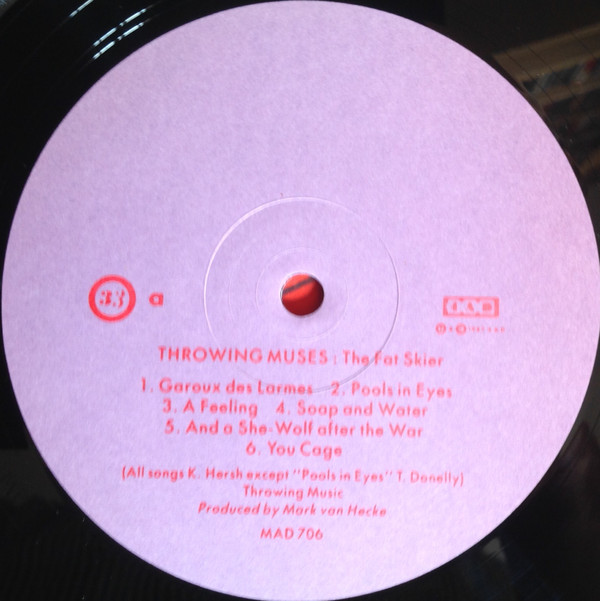 33 a
THROWING MUSES : The Fat Skier
1. Garoux des Larmes 2. Pools in Eyes
3. A Feeling 4. Soap and Water
5. And a She-Wolf after the War
6. You Cage
(All songs K. Hersh except "Pools in Eyes" T. Donelly)
Throwing Music
Produced by Mark van Hecke
MAD 706